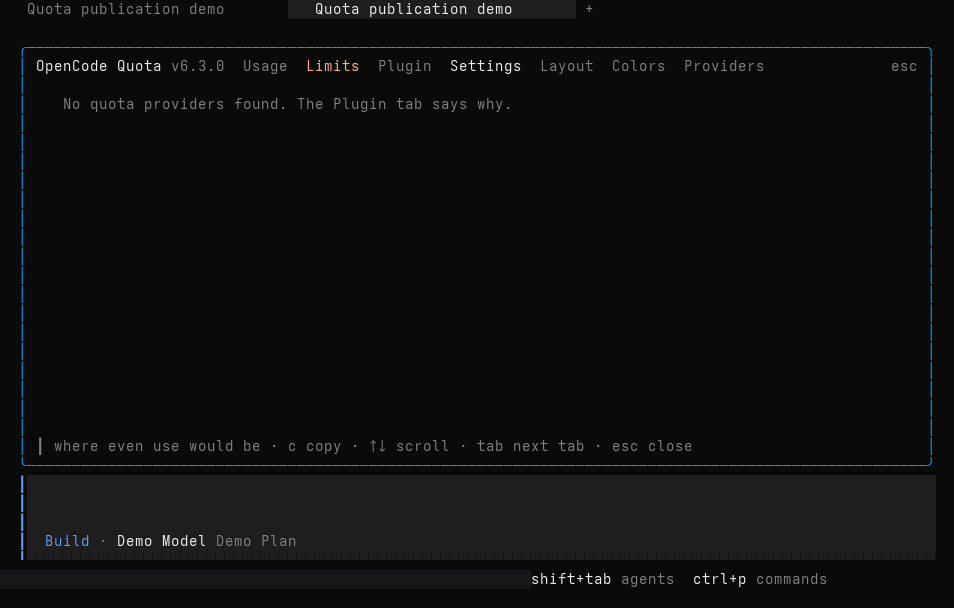 Quota publication demo Quota publication demo +
OpenCode Quota v6.3.0 Usage Limits Plugin Settings Layout Colors Providers esc
No quota providers found. The Plugin tab says why.
┃ where even use would be · c copy · ↑↓ scroll · tab next tab · esc close
Build · Demo Model Demo Plan
shift+tab agents ctrl+p commands